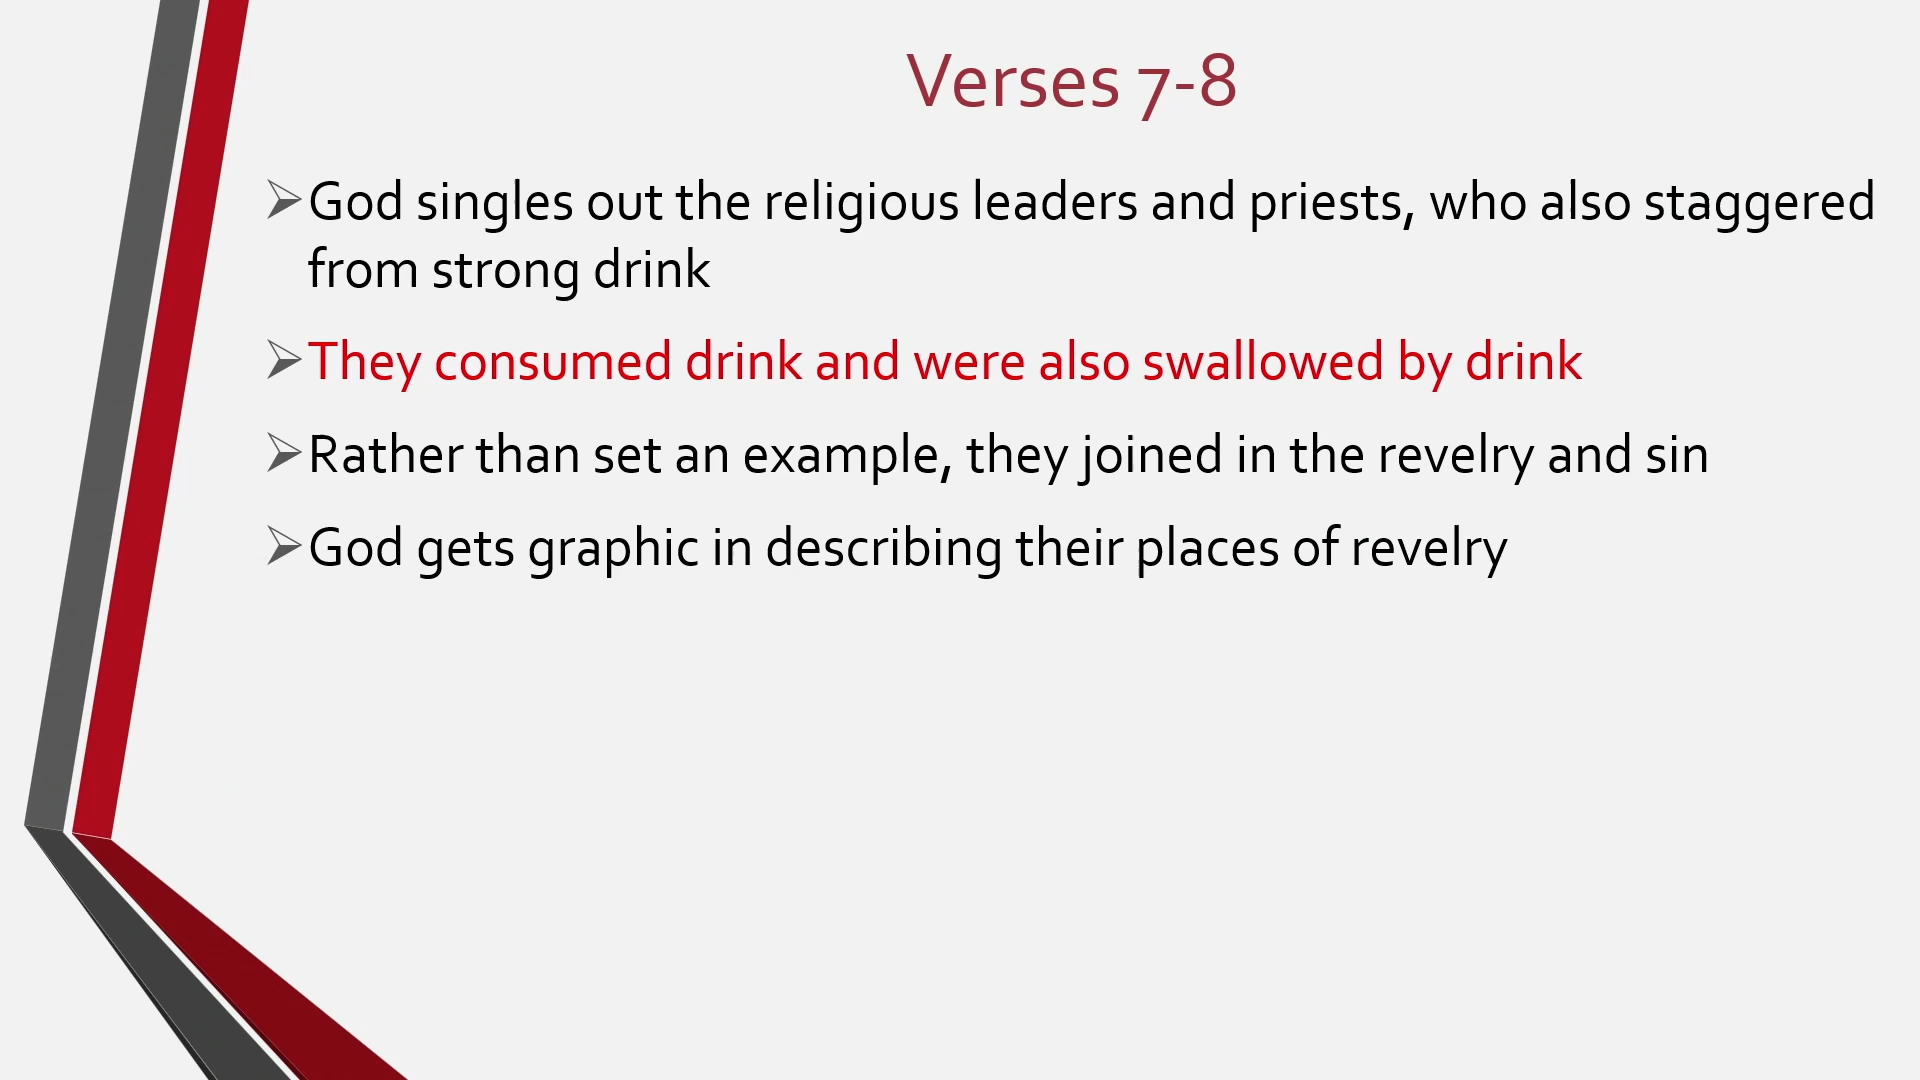 Verses 7-8
➢God singles out the religious leaders and priests, who also staggered
from strong drink
➢They consumed drink and were also swallowed by drink
➢Rather than set an example, they joined in the revelry and sin
➢God gets graphic in describing their places of revelry